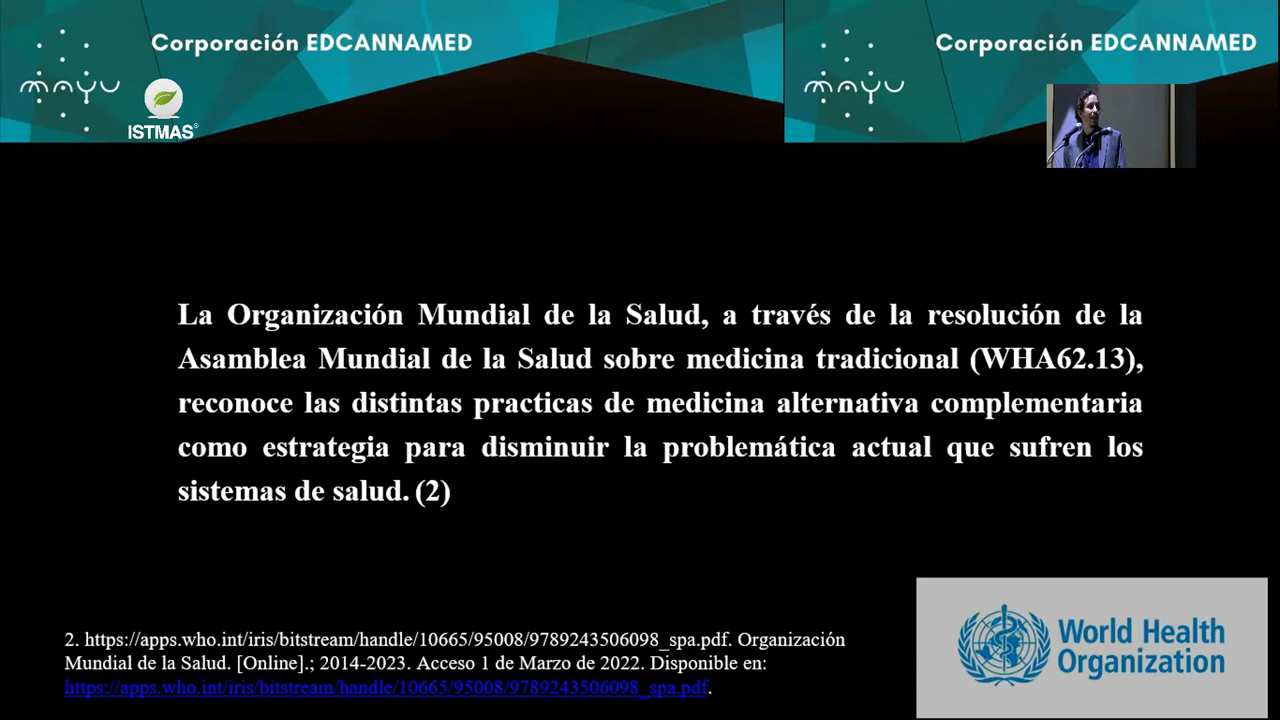 Corporación EDCANNAMED
Corporación EDCANNAMED
mayu
mayu
ISTMAS®
La Organización Mundial de la Salud, a través de la resolución de la
Asamblea Mundial de la Salud sobre medicina tradicional (WHA62.13),
reconoce las distintas practicas de medicina alternativa complementaria
como estrategia para disminuir la problemática actual que sufren los
sistemas de salud. (2)
2. https://apps.who.int/iris/bitstream/handle/10665/95008/9789243506098_spa.pdf. Organización
Mundial de la Salud. [Online].; 2014-2023. Acceso 1 de Marzo de 2022. Disponible en:
https://apps.who.int/iris/bitstream/handle/10665/95008/9789243506098_spa.pdf.
World Health
Organization